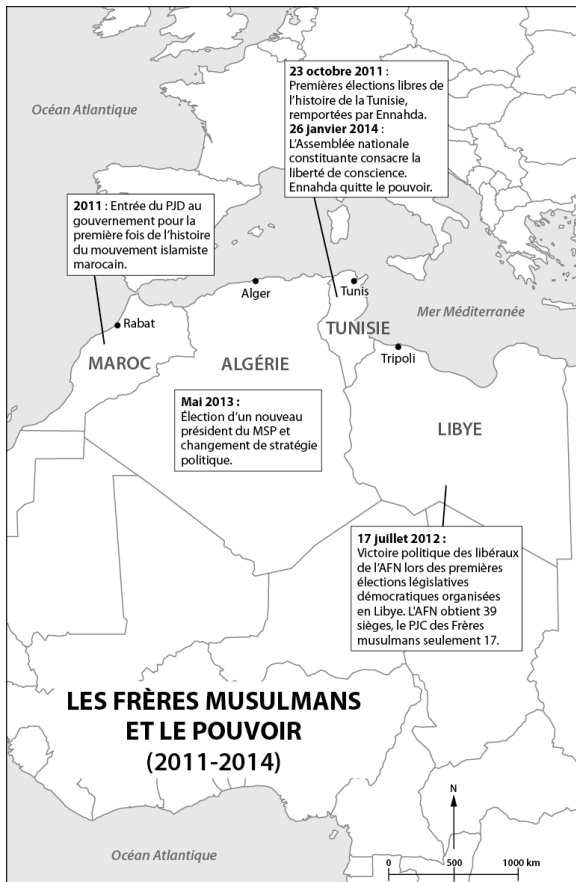 Océan Atlantique
23 octobre 2011 :
Premières élections libres de
l'histoire de la Tunisie,
remportées par Ennahda.
26 janvier 2014 :
L'Assemblée nationale
constituante consacre la
liberté de conscience.
Ennahda quitte le pouvoir.
2011 : Entrée du PJD au
gouvernement pour la
première fois de l'histoire
du mouvement islamiste
marocain.
Alger
Tunis
Mer Méditerranée
Rabat
TUNISIE
Tripoli
MAROC
ALGÉRIE
Mai 2013 :
Élection d'un nouveau
président du MSP et
changement de stratégie
politique.
LIBYE
17 juillet 2012 :
Victoire politique des libéraux
de l'AFN lors des premières
élections législatives
démocratiques organisées
en Libye. L'AFN obtient 39
sièges, le PJC des Frères
musulmans seulement 17.
LES FRÈRES MUSULMANS
ET LE POUVOIR
(2011-2014)
N
0 500 1000 km
Océan Atlantique